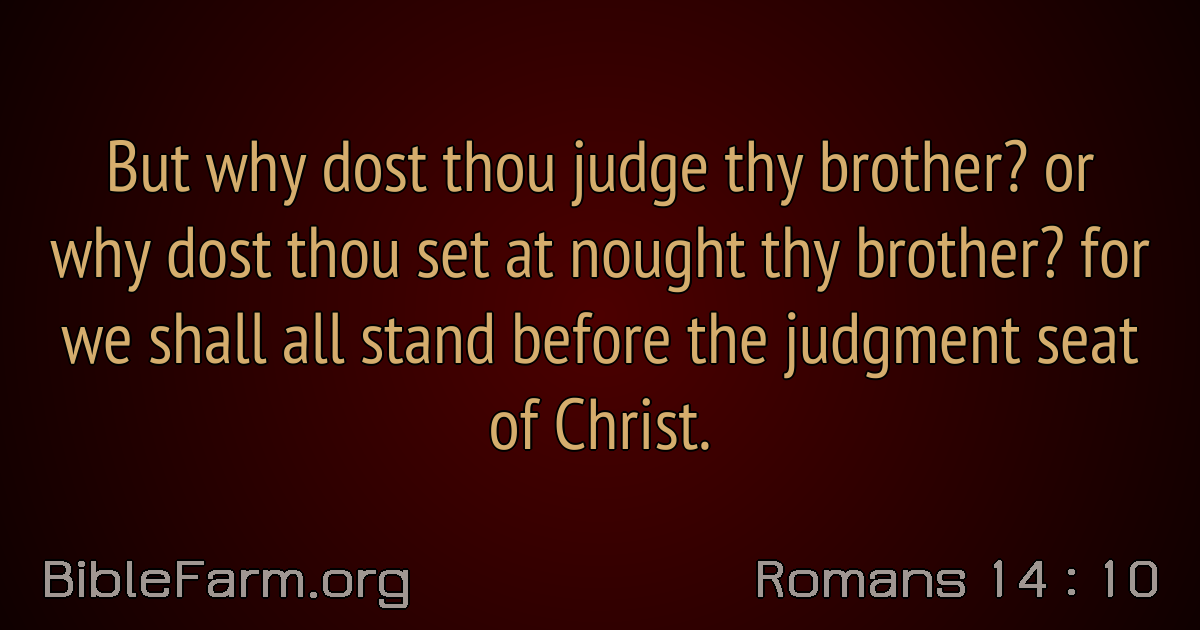 But why dost thou judge thy brother? or
why dost thou set at nought thy brother? for
we shall all stand before the judgment seat
of Christ.
BibleFarm.org
Romans 14 : 10